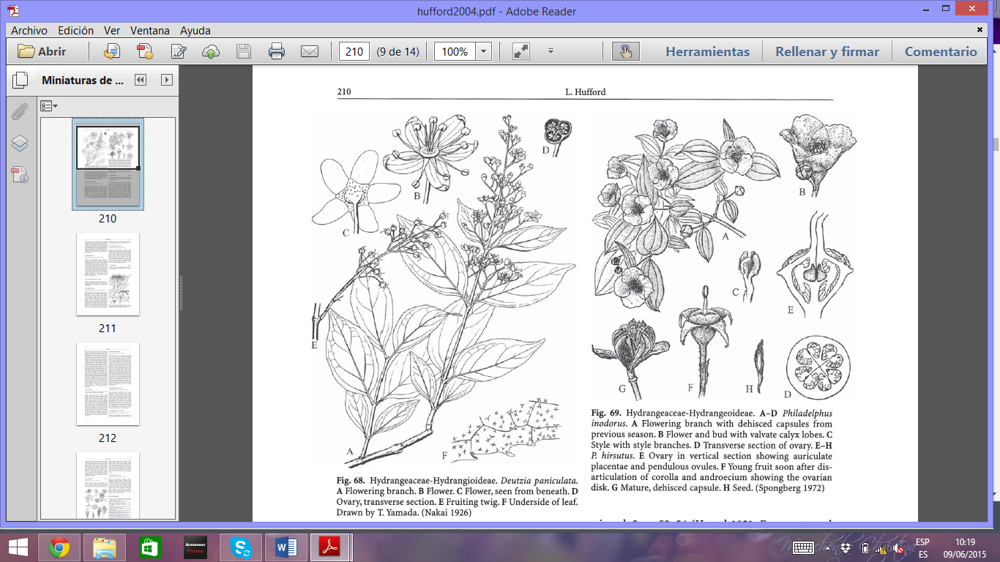 hufford2004.pdf - Adobe Reader
Archivo Edición Ver Ventana Ayuda
Abrir 210 (9 de 14) 100% Herramientas Rellenar y firmar Comentario
Miniaturas de ...
210
211
212
210 L. Hufford
B
D
C
E
A
F
Fig. 68. Hydrangeaceae-Hydrangioideae. Deutzia paniculata.
A Flowering branch. B Flower. C Flower, seen from beneath. D
Ovary, transverse section. E Fruiting twig. F Underside of leaf.
Drawn by T. Yamada. (Nakai 1926)
B
A
C
E
G
F
H
D
Fig. 69. Hydrangeaceae-Hydrangeoideae. A–D Philadelphus
inodorus. A Flowering branch with dehisced capsules from
previous season. B Flower and bud with valvate calyx lobes. C
Style with style branches. D Transverse section of ovary. E–H
P. hirsutus. E Ovary in vertical section showing auriculate
placentae and pendulous ovules. F Young fruit soon after dis-
articulation of corolla and androecium showing the ovarian
disk. G Mature, dehisced capsule. H Seed. (Spongberg 1972)
lenovo
Photos
ESP
ES
10:19
09/06/2015